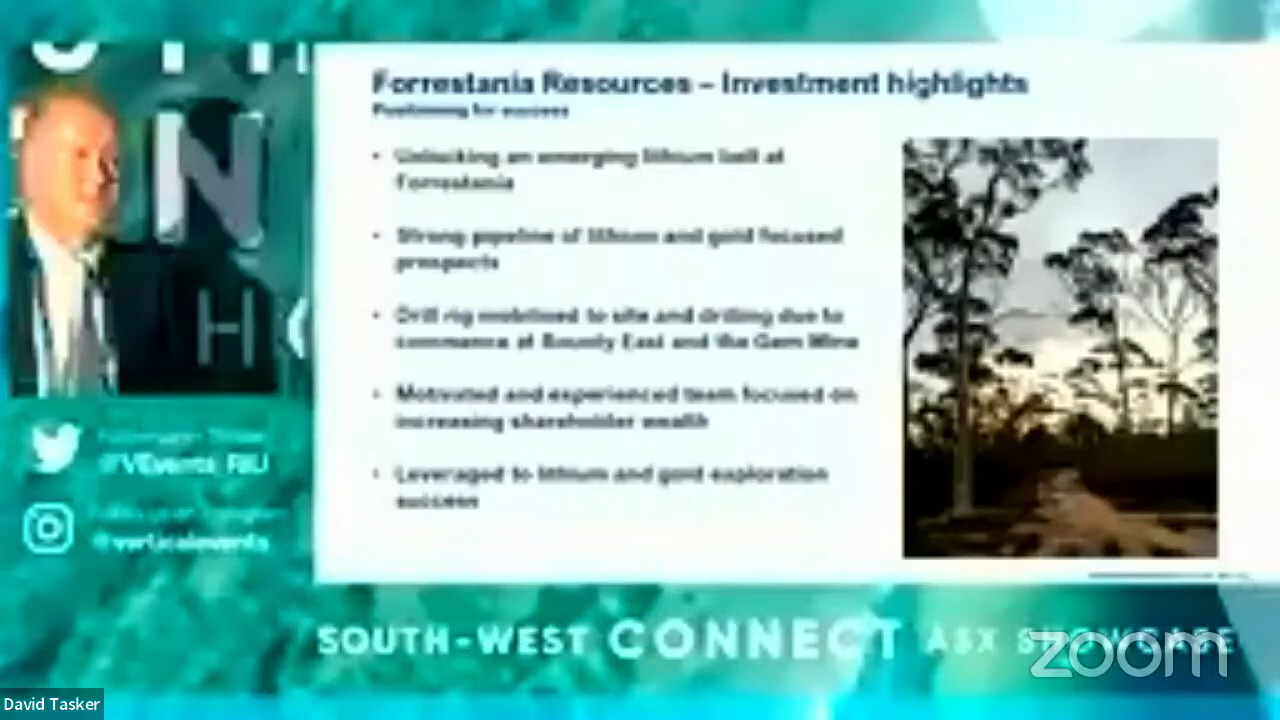 N
H
Forrestania Resources – Investment highlights
Positioning for success
• Unlocking an emerging lithium belt at
Forrestania
• Strong pipeline of lithium and gold focused
prospects
• Drill rig mobilised to site and drilling due to
commence at Bounty East and the Gem Mine
• Motivated and experienced team focused on
increasing shareholder wealth
• Leveraged to lithium and gold exploration
success
@VEvents_RIU
@verticalevents
SOUTH-WEST CONNECT ASX SHOWCASE
zoom
David Tasker